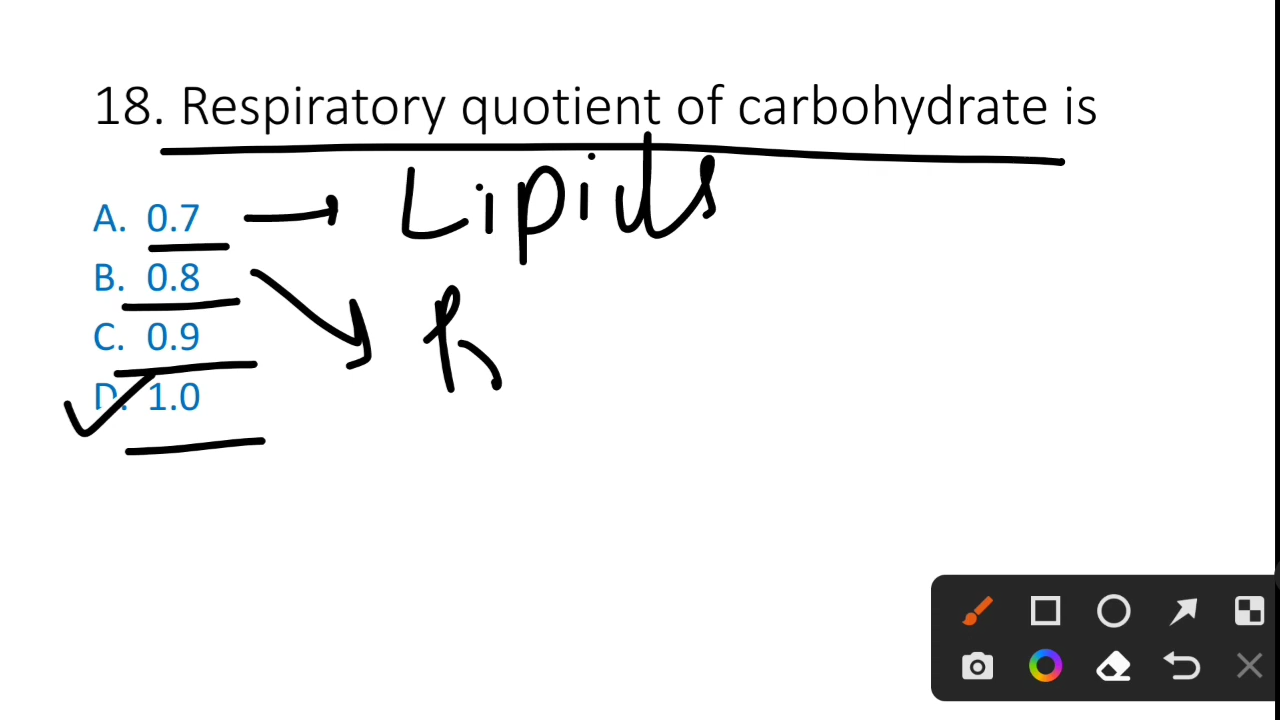 18. Respiratory quotient of carbohydrate is
A. 0.7 Lipids
B. 0.8
C. 0.9
D. 1.0